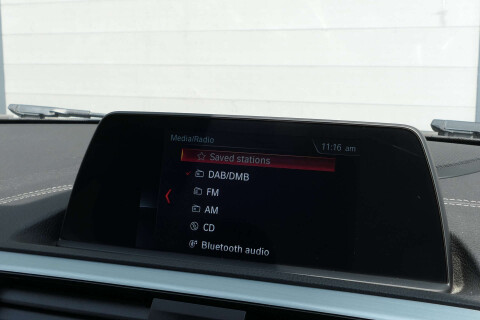 Media/Radio
11:16 am
Saved stations
DAB/DMB
FM
AM
CD
Bluetooth audio